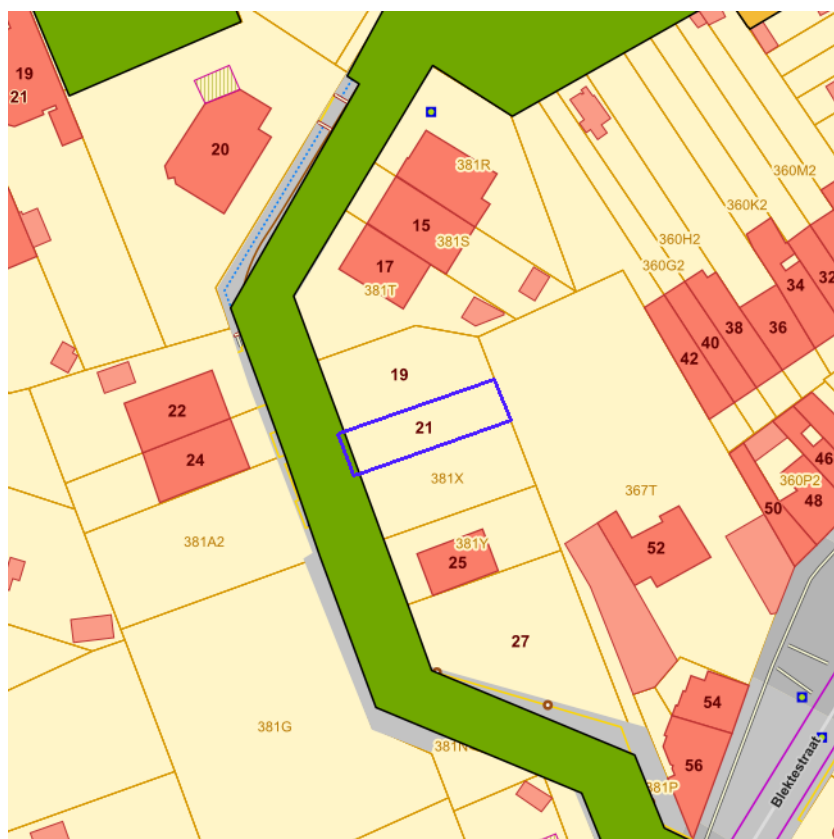 19
21
20
381R
360M2
15
360K2
381S
360H2
17
360G2
381T
34
32
38
36
40
42
19
22
21
24
46
381X
360P2
367T
48
50
381A2
381Y
52
25
27
54
381G
381N
56
381P
Blektestraat